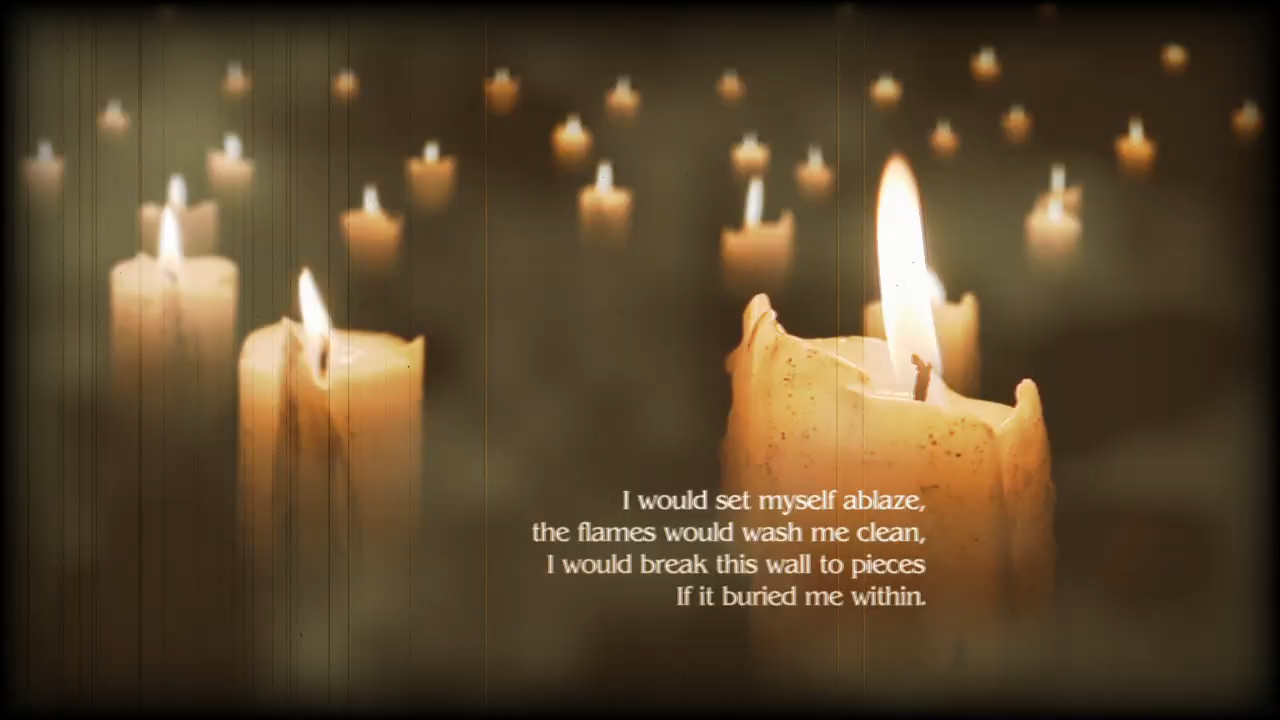 I would set myself ablaze,
the flames would wash me clean,
I would break this wall to pieces
If it buried me within.